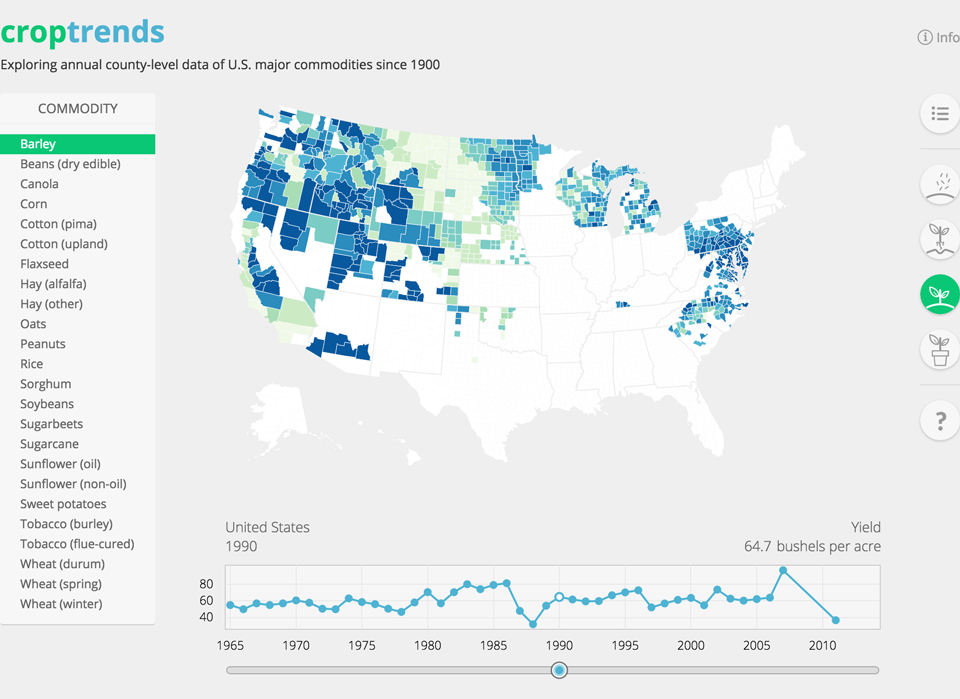 croptrends
Info
Exploring annual county-level data of U.S. major commodities since 1900
COMMODITY
Barley
Beans (dry edible)
Canola
Corn
Cotton (pima)
Cotton (upland)
Flaxseed
Hay (alfalfa)
Hay (other)
Oats
Peanuts
Rice
Sorghum
Soybeans
Sugarbeets
Sugarcane
Sunflower (oil)
Sunflower (non-oil)
Sweet potatoes
Tobacco (burley)
Tobacco (flue-cured)
Wheat (durum)
Wheat (spring)
Wheat (winter)
?
United States
1990
Yield
64.7 bushels per acre
80
60
40
1965 1970 1975 1980 1985 1990 1995 2000 2005 2010